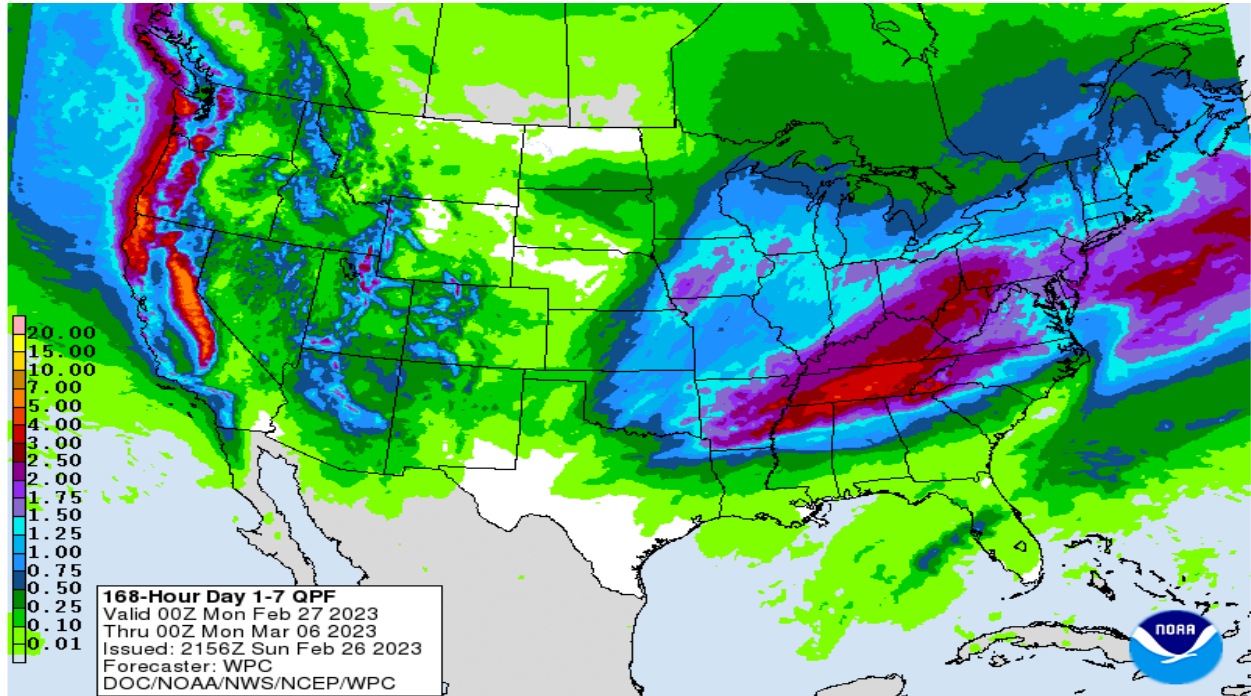 20.00
15.00
10.00
7.00
5.00
4.00
3.00
2.50
2.00
1.75
1.50
1.25
1.00
0.75
0.50
0.25
0.10
0.01
168-Hour Day 1-7 QPF
Valid 00Z Mon Feb 27 2023
Thru 00Z Mon Mar 06 2023
Issued: 2156Z Sun Feb 26 2023
Forecaster: WPC
DOC/NOAA/NWS/NCEP/WPC
NOAA